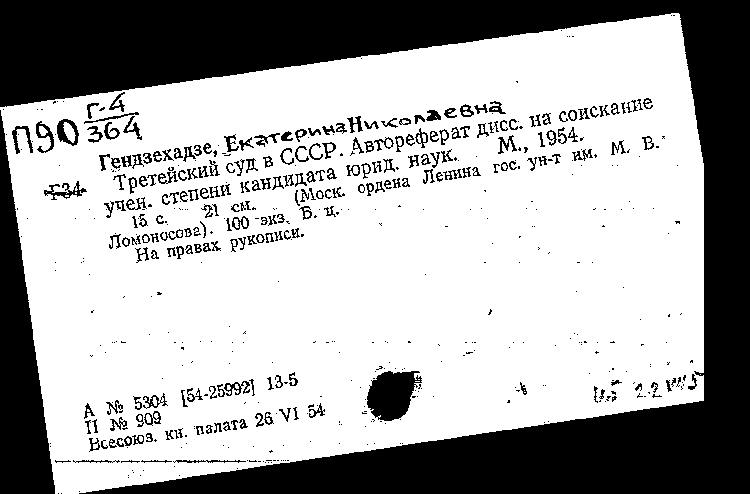 П90 Г-4/364
Гендзехадзе, Екатерина Николаевна
Г34
Третейский суд в СССР. Автореферат дисс. на соискание
учен. степени кандидата юрид. наук. М., 1954.
15 с. 21 см. (Моск. ордена Ленина гос. ун-т им. М. В.
Ломоносова). 100 экз. Б. ц.
На правах рукописи.
А № 5304 [54-25992] 13-5
П № 909
Всесоюз. кн. палата 26 VI 54